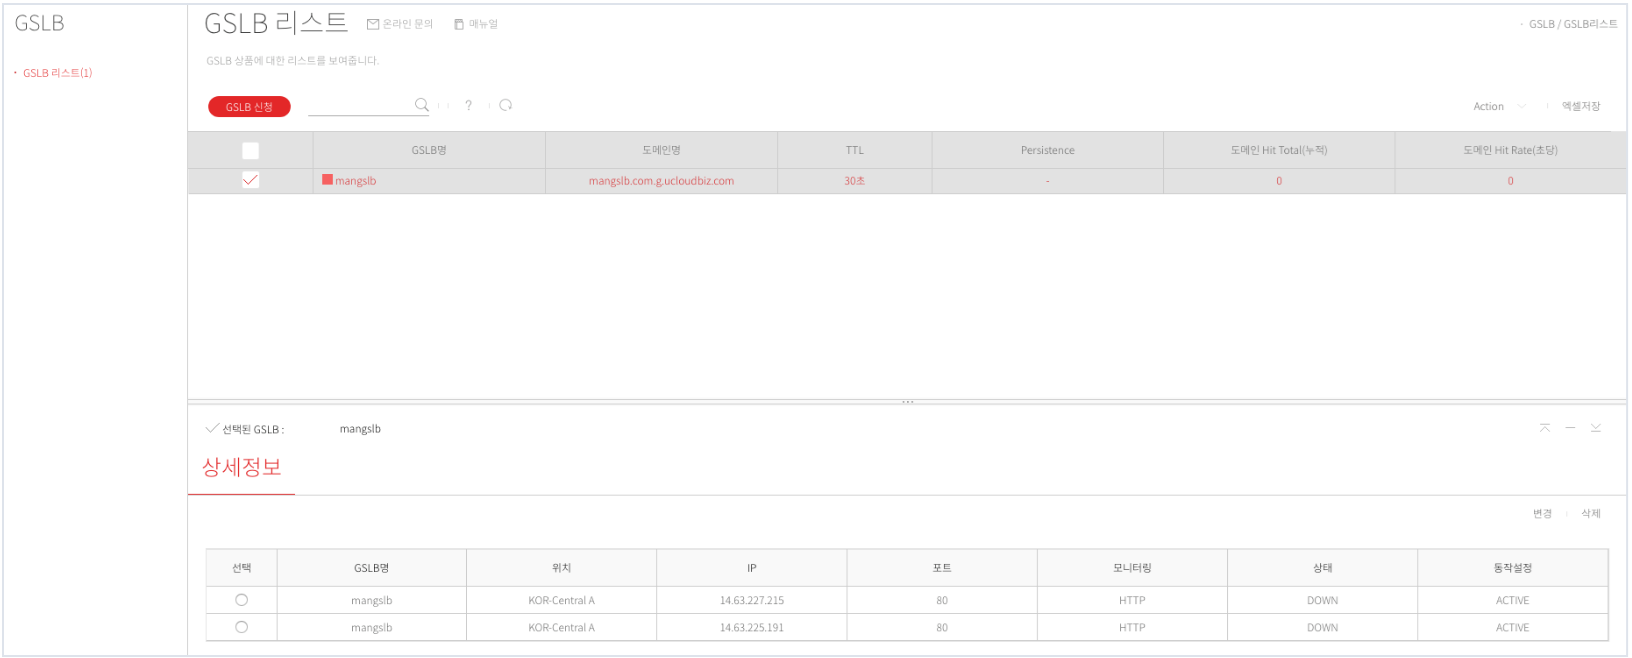 GSLB
GSLB 리스트(1)
GSLB 리스트 온라인 문의 매뉴얼
GSLB / GSLB리스트
GSLB 상품에 대한 리스트를 보여줍니다.
GSLB 신청 ? Action 엑셀저장
GSLB명 도메인명 TTL Persistence 도메인 Hit Total(누적) 도메인 Hit Rate(초당)
mangslb mangslb.com.g.ucloudbiz.com 30초 - 0 0
선택된 GSLB : mangslb
상세정보
변경 삭제
선택 GSLB명 위치 IP 포트 모니터링 상태 동작설정
mangslb KOR-Central A 14.63.227.215 80 HTTP DOWN ACTIVE
mangslb KOR-Central A 14.63.225.191 80 HTTP DOWN ACTIVE